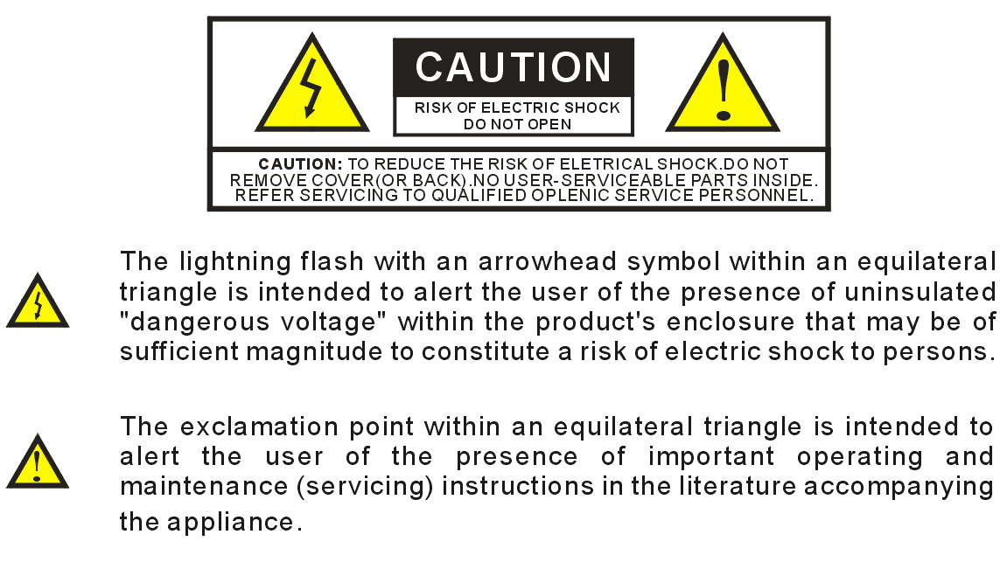 CAUTION
RISK OF ELECTRIC SHOCK
DO NOT OPEN
CAUTION: TO REDUCE THE RISK OF ELETRICAL SHOCK.DO NOT
REMOVE COVER(OR BACK).NO USER-SERVICEABLE PARTS INSIDE.
REFER SERVICING TO QUALIFIED OPLENIC SERVICE PERSONNEL.
The lightning flash with an arrowhead symbol within an equilateral
triangle is intended to alert the user of the presence of uninsulated
"dangerous voltage" within the product's enclosure that may be of
sufficient magnitude to constitute a risk of electric shock to persons.
The exclamation point within an equilateral triangle is intended to
alert the user of the presence of important operating and
maintenance (servicing) instructions in the literature accompanying
the appliance.